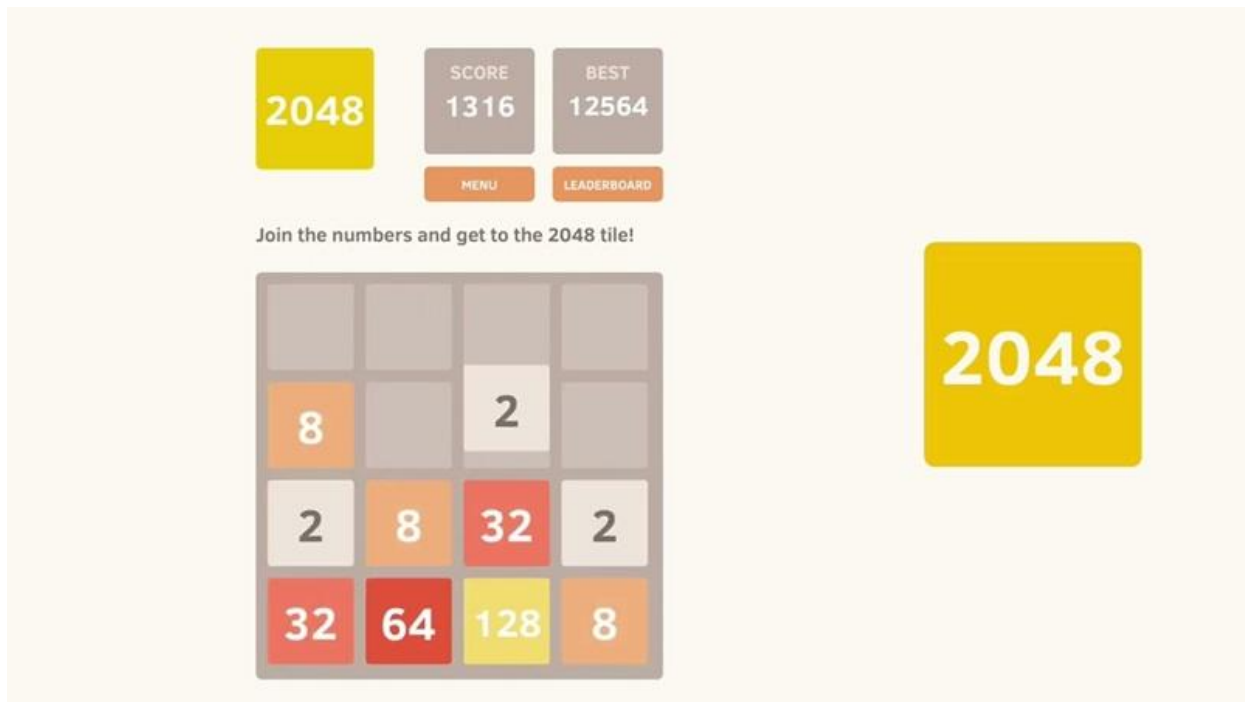 2048
SCORE
1316
BEST
12564
MENU
LEADERBOARD
Join the numbers and get to the 2048 tile!
8
2
2 8 32 2
32 64 128 8
2048